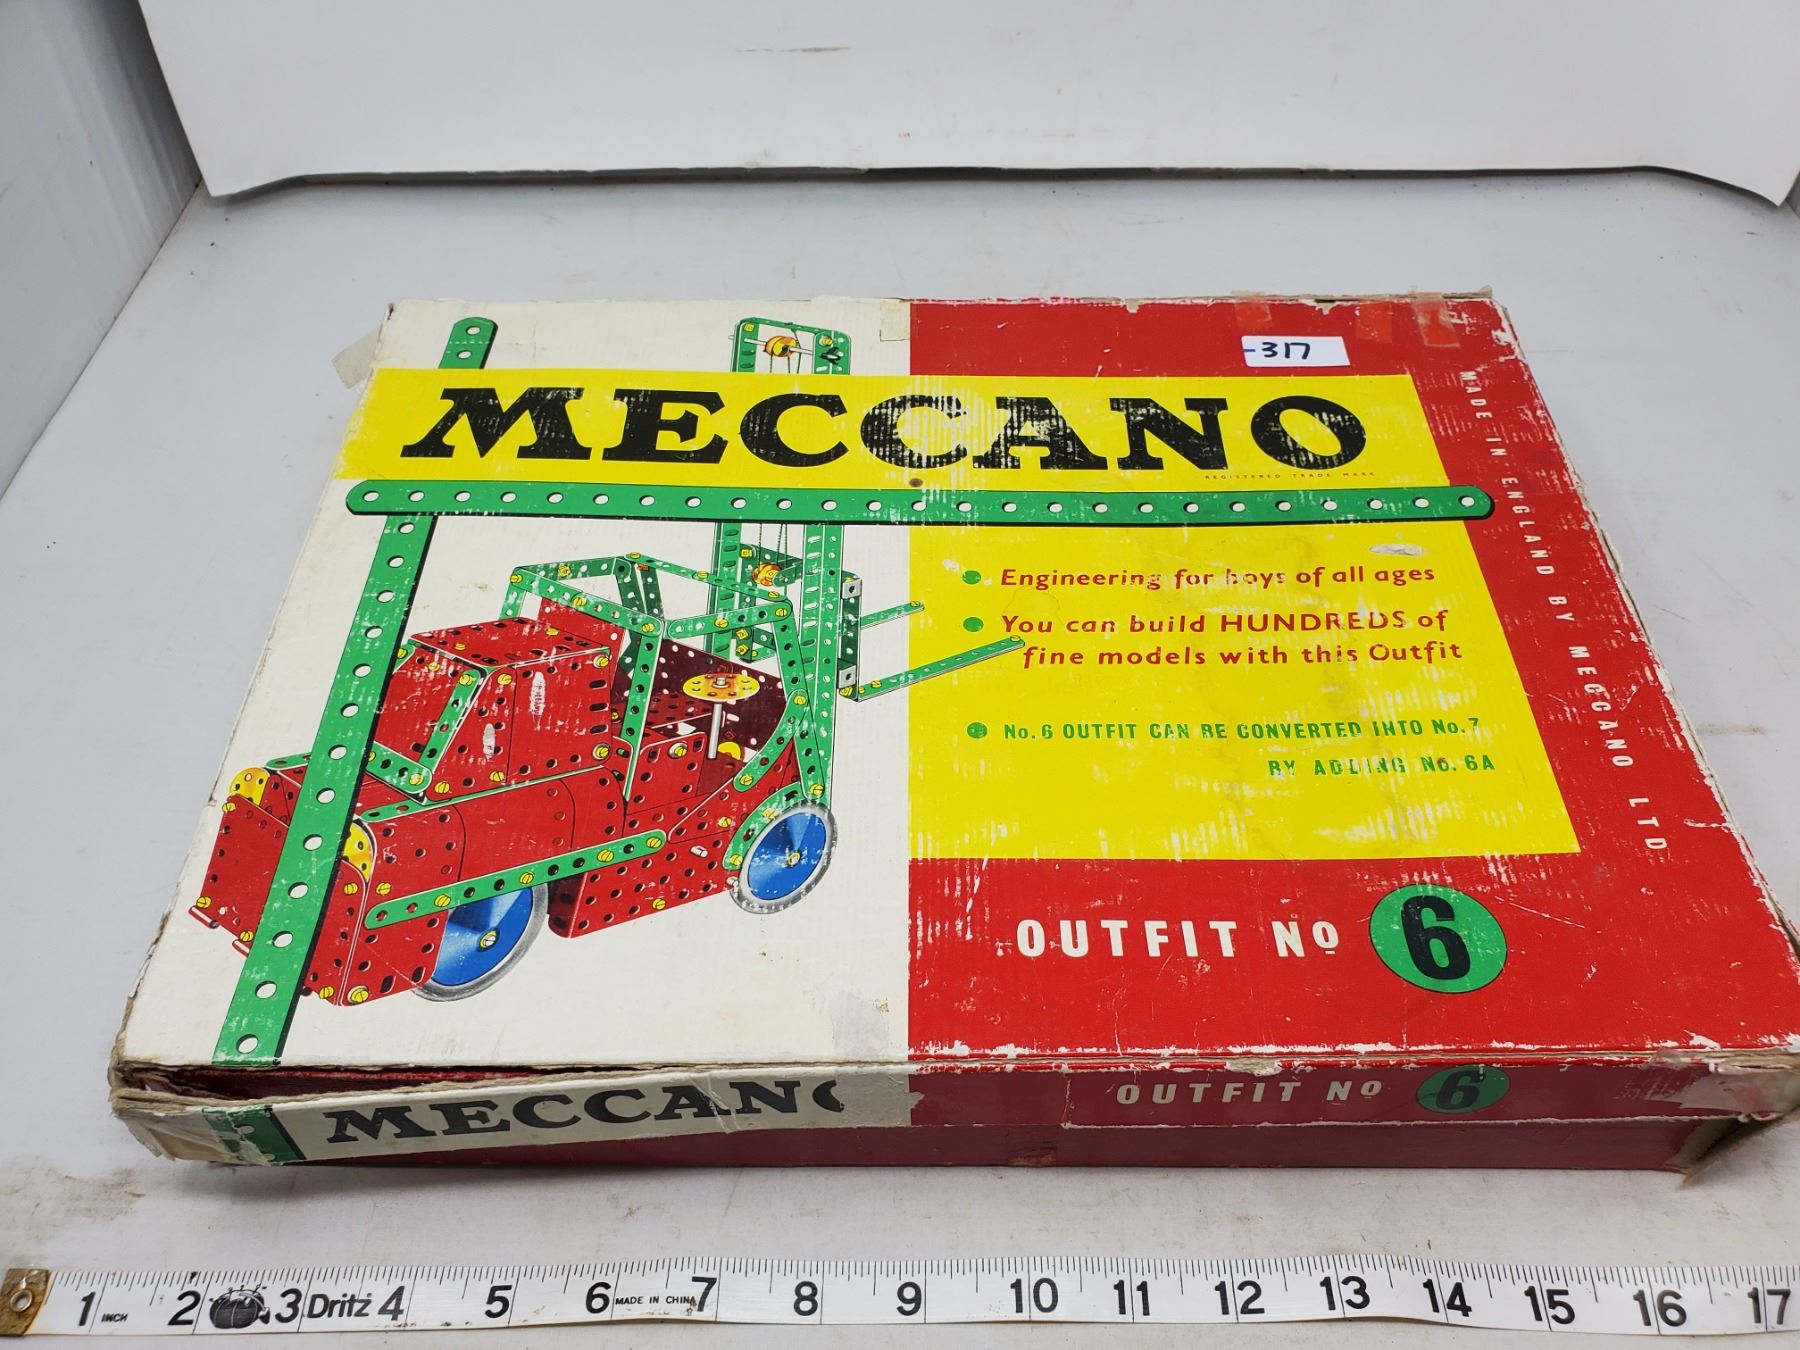 -317
MECCANO
REGISTERED TRADE MARK
Engineering for boys of all ages
You can build HUNDREDS of
fine models with this Outfit
No. 6 OUTFIT CAN BE CONVERTED INTO No. 7
BY ADDING No. 6A
OUTFIT No 6
MADE IN ENGLAND BY MECCANO LTD
MECCANO
OUTFIT No 6
1 INCH 2 3 Dritz 4 5 6 MADE IN CHINA 7 8 9 10 11 12 13 14 15 16 17